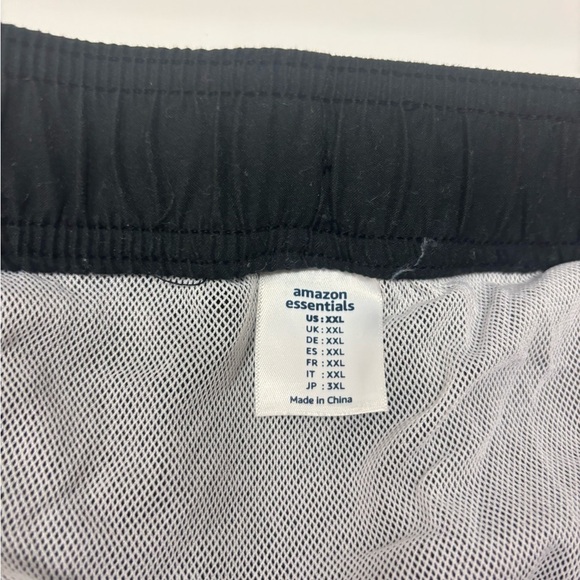 amazon
essentials
US : XXL
UK : XXL
DE : XXL
ES : XXL
FR : XXL
IT : XXL
JP : 3XL
Made in China